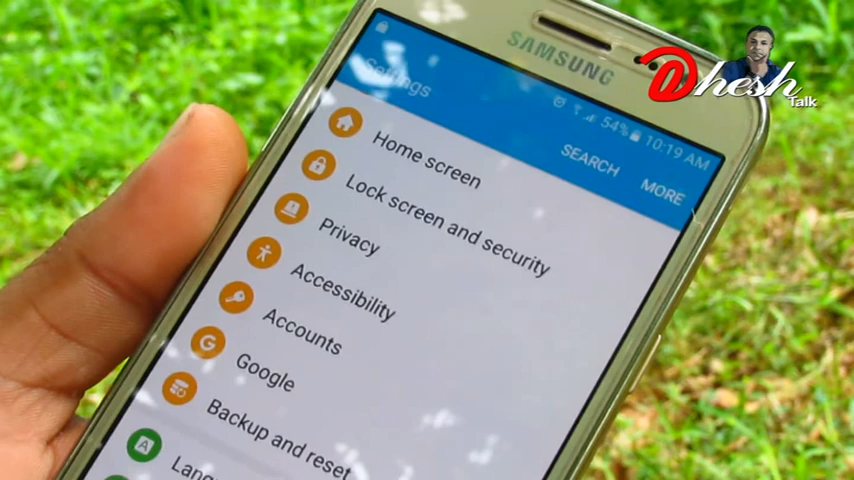 Dhesh
Talk
SAMSUNG
54% 10:19 AM
Settings
SEARCH MORE
Home screen
Lock screen and security
Privacy
Accessibility
Accounts
Google
Backup and reset